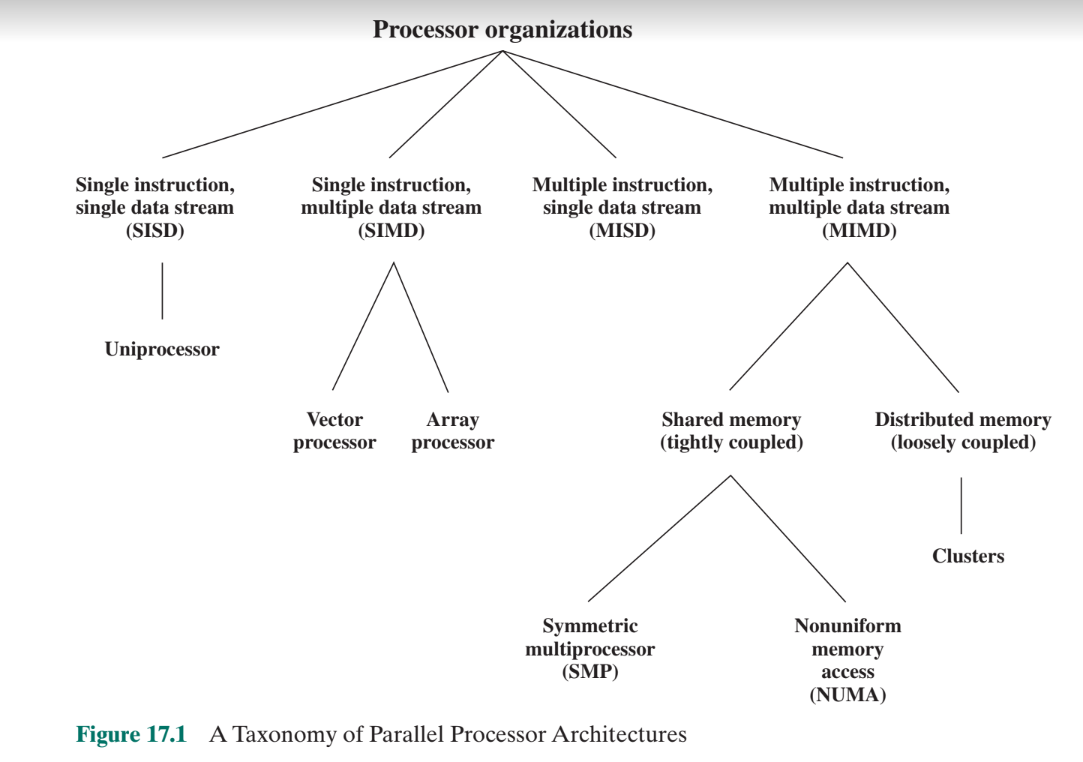 Processor organizations
Single instruction,
single data stream
(SISD)
Single instruction,
multiple data stream
(SIMD)
Multiple instruction,
single data stream
(MISD)
Multiple instruction,
multiple data stream
(MIMD)
Uniprocessor
Vector
processor
Array
processor
Shared memory
(tightly coupled)
Distributed memory
(loosely coupled)
Clusters
Symmetric
multiprocessor
(SMP)
Nonuniform
memory
access
(NUMA)
Figure 17.1 A Taxonomy of Parallel Processor Architectures